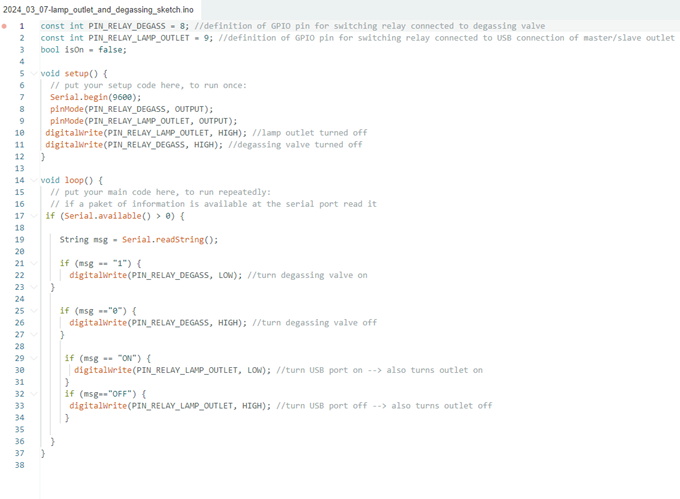 2024_03_07-lamp_outlet_and_degassing_sketch.ino
1 const int PIN_RELAY_DEGASS = 8; //definition of GPIO pin for switching relay connected to degassing valve
2 const int PIN_RELAY_LAMP_OUTLET = 9; //definition of GPIO pin for switching relay connected to USB connection of master/slave outlet
3 bool isOn = false;
4
5 void setup() {
6 // put your setup code here, to run once:
7 Serial.begin(9600);
8 pinMode(PIN_RELAY_DEGASS, OUTPUT);
9 pinMode(PIN_RELAY_LAMP_OUTLET, OUTPUT);
10 digitalWrite(PIN_RELAY_LAMP_OUTLET, HIGH); //lamp outlet turned off
11 digitalWrite(PIN_RELAY_DEGASS, HIGH); //degassing valve turned off
12 }
13
14 void loop() {
15 // put your main code here, to run repeatedly:
16 // if a paket of information is available at the serial port read it
17 if (Serial.available() > 0) {
18
19 String msg = Serial.readString();
20
21 if (msg == "1") {
22 digitalWrite(PIN_RELAY_DEGASS, LOW); //turn degassing valve on
23 }
24
25 if (msg =="0") {
26 digitalWrite(PIN_RELAY_DEGASS, HIGH); //turn degassing valve off
27 }
28
29 if (msg == "ON") {
30 digitalWrite(PIN_RELAY_LAMP_OUTLET, LOW); //turn USB port on --> also turns outlet on
31 }
32 if (msg=="OFF") {
33 digitalWrite(PIN_RELAY_LAMP_OUTLET, HIGH); //turn USB port off --> also turns outlet off
34 }
35
36 }
37 }
38